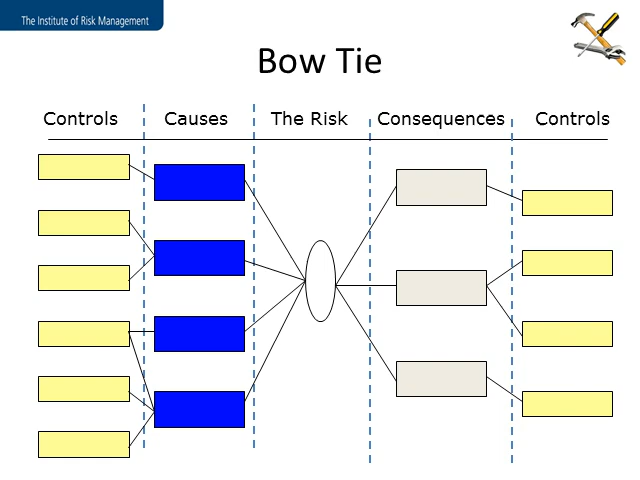 The Institute of Risk Management
Bow Tie
Controls Causes The Risk Consequences Controls